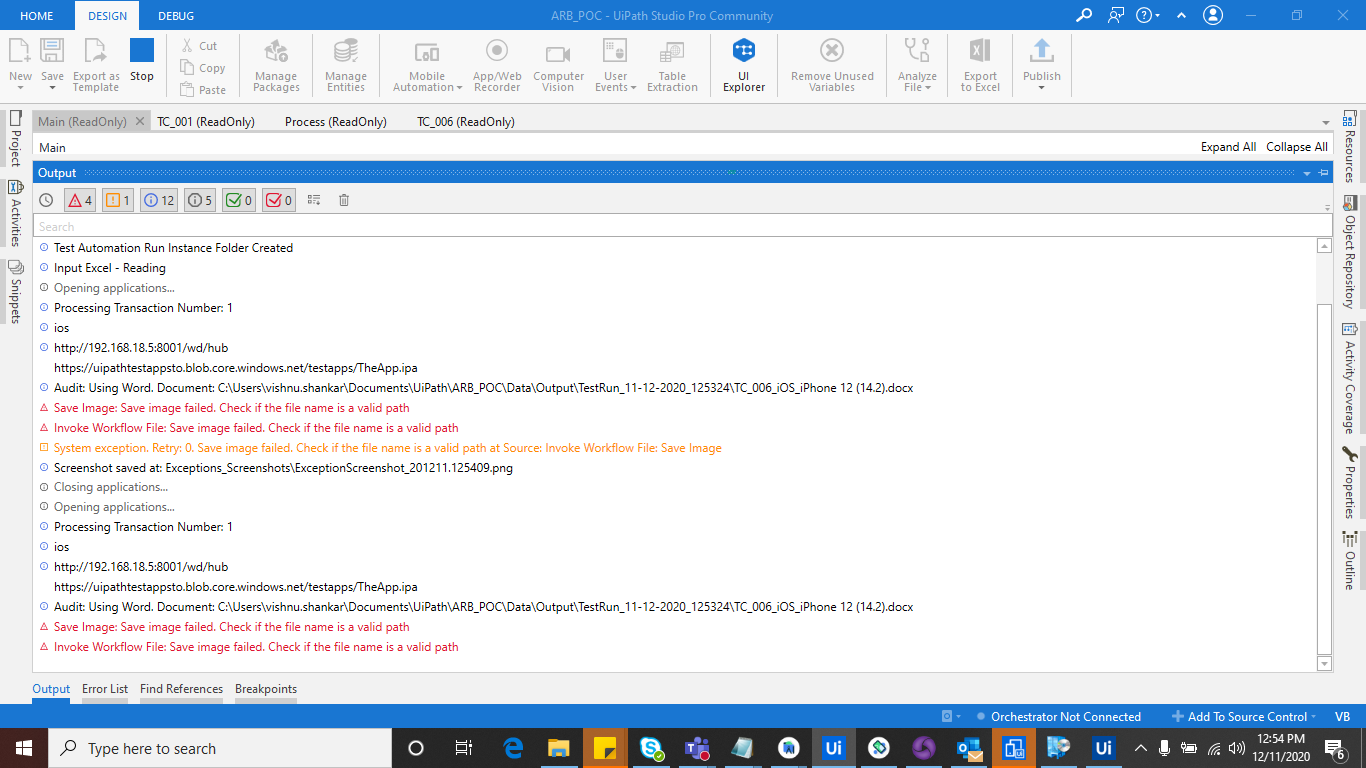 HOME DESIGN DEBUG ARB_POC - UiPath Studio Pro Community
New Save Export as Template Stop Cut Copy Paste Manage Packages Manage Entities Mobile Automation App/Web Recorder Computer Vision User Events Table Extraction UI Explorer Remove Unused Variables Analyze File Export to Excel Publish
Main (ReadOnly) TC_001 (ReadOnly) Process (ReadOnly) TC_006 (ReadOnly)
Main Expand All Collapse All
Project
Activities
Snippets
Output
4 1 12 5 0 0
Search
Test Automation Run Instance Folder Created
Input Excel - Reading
Opening applications...
Processing Transaction Number: 1
ios
http://192.168.18.5:8001/wd/hub
https://uipathtestappsto.blob.core.windows.net/testapps/TheApp.ipa
Audit: Using Word. Document: C:\Users\vishnu.shankar\Documents\UiPath\ARB_POC\Data\Output\TestRun_11-12-2020_125324\TC_006_iOS_iPhone 12 (14.2).docx
Save Image: Save image failed. Check if the file name is a valid path
Invoke Workflow File: Save image failed. Check if the file name is a valid path
System exception. Retry: 0. Save image failed. Check if the file name is a valid path at Source: Invoke Workflow File: Save Image
Screenshot saved at: Exceptions_Screenshots\ExceptionScreenshot_201211.125409.png
Closing applications...
Opening applications...
Processing Transaction Number: 1
ios
http://192.168.18.5:8001/wd/hub
https://uipathtestappsto.blob.core.windows.net/testapps/TheApp.ipa
Audit: Using Word. Document: C:\Users\vishnu.shankar\Documents\UiPath\ARB_POC\Data\Output\TestRun_11-12-2020_125324\TC_006_iOS_iPhone 12 (14.2).docx
Save Image: Save image failed. Check if the file name is a valid path
Invoke Workflow File: Save image failed. Check if the file name is a valid path
Resources
Object Repository
Activity Coverage
Properties
Outline
Output Error List Find References Breakpoints
Orchestrator Not Connected Add To Source Control VB
Type here to search Ui Ui 12:54 PM
12/11/2020 6